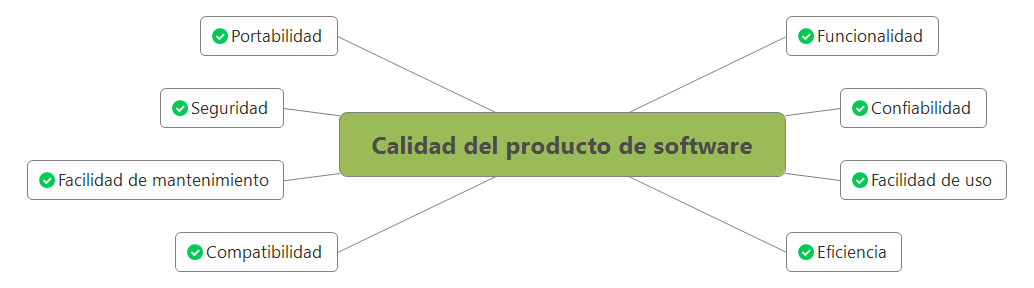 Portabilidad
Funcionalidad
Seguridad
Confiabilidad
Calidad del producto de software
Facilidad de mantenimiento
Facilidad de uso
Compatibilidad
Eficiencia